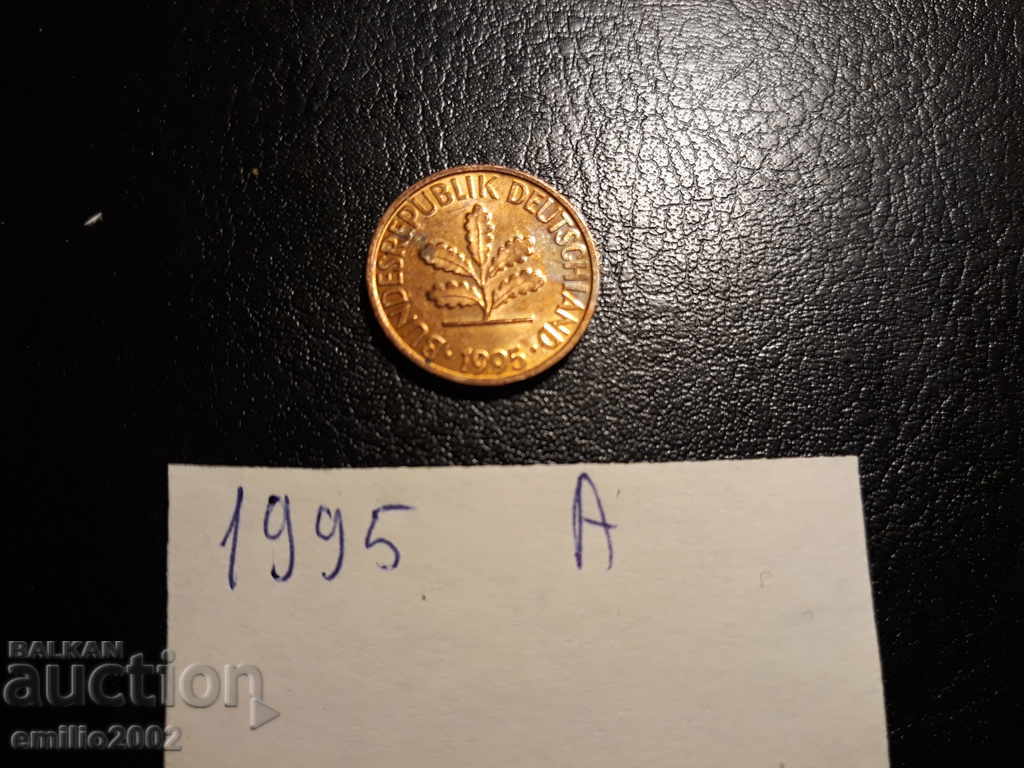 BUNDESREPUBLIK DEUTSCHLAND
· 1995 ·
1995 A
BALKAN
auction
emilio2002